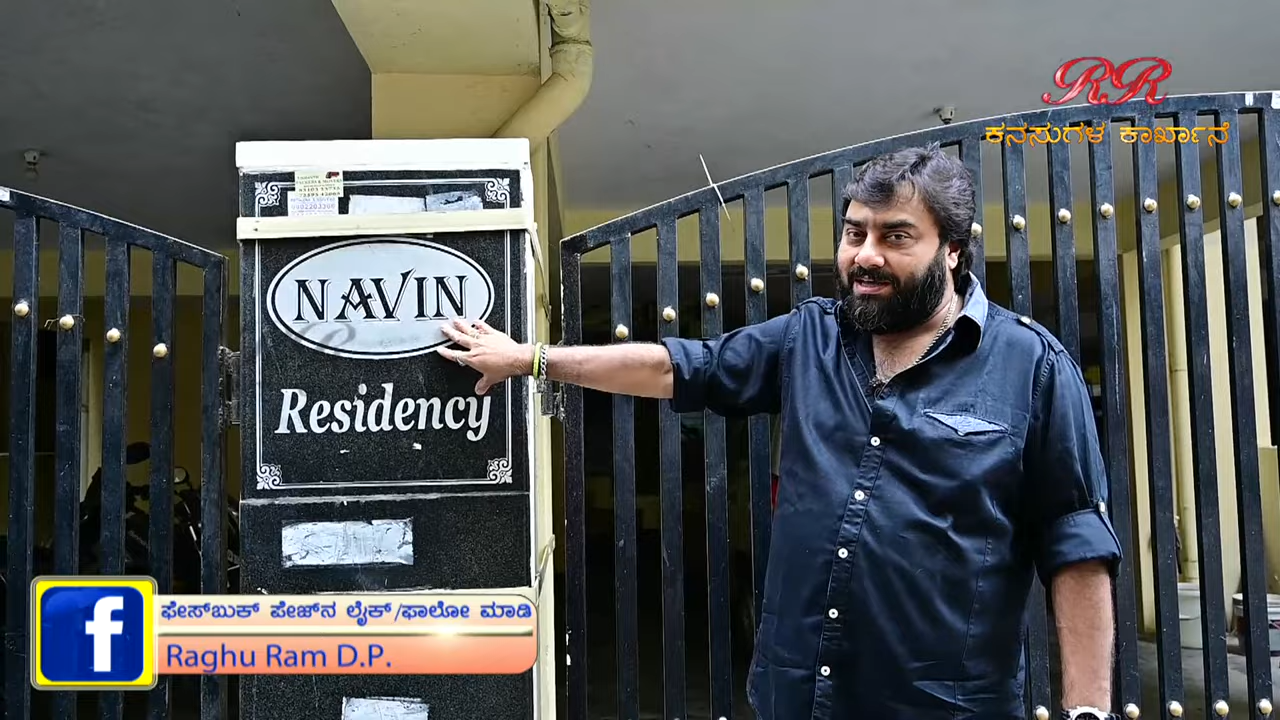 RR
ಕನಸುಗಳ ಕಾರ್ಖಾನೆ
NAVIN
Residency
f
ಫೇಸ್‌ಬುಕ್ ಪೇಜ್‌ನ ಲೈಕ್/ಫಾಲೋ ಮಾಡಿ
Raghu Ram D.P.